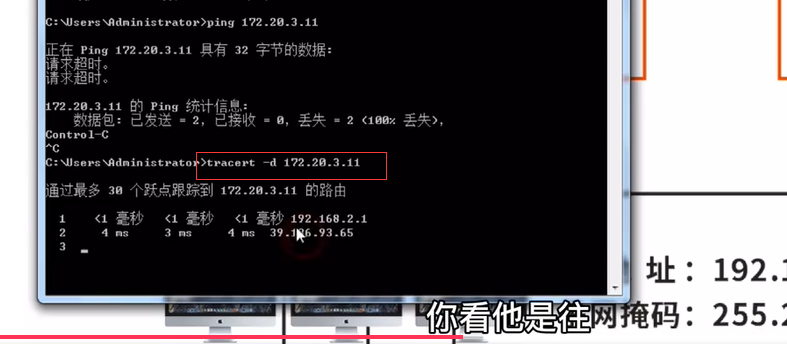 C:\Users\Administrator>ping 172.20.3.11
正在 Ping 172.20.3.11 具有 32 字节的数据:
请求超时。
请求超时。
172.20.3.11 的 Ping 统计信息:
数据包: 已发送 = 2，已接收 = 0，丢失 = 2 (100% 丢失)，
Control-C
^C
C:\Users\Administrator>tracert -d 172.20.3.11
通过最多 30 个跃点跟踪到 172.20.3.11 的路由
1 <1 毫秒 <1 毫秒 <1 毫秒 192.168.2.1
2 4 ms 3 ms 4 ms
3
址：192.1
你看他是往
网掩码：255.2